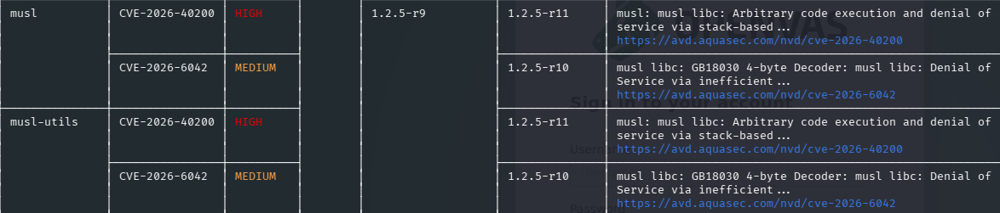 musl CVE-2026-40200 HIGH 1.2.5-r9 1.2.5-r11 musl: musl libc: Arbitrary code execution and denial of
service via stack-based...
https://avd.aquasec.com/nvd/cve-2026-40200
CVE-2026-6042 MEDIUM 1.2.5-r10 musl libc: GB18030 4-byte Decoder: musl libc: Denial of
Service via inefficient...
https://avd.aquasec.com/nvd/cve-2026-6042
Sign in to your account
musl-utils CVE-2026-40200 HIGH 1.2.5-r11 musl: musl libc: Arbitrary code execution and denial of
service via stack-based...
https://avd.aquasec.com/nvd/cve-2026-40200
CVE-2026-6042 MEDIUM 1.2.5-r10 musl libc: GB18030 4-byte Decoder: musl libc: Denial of
Service via inefficient...
https://avd.aquasec.com/nvd/cve-2026-6042